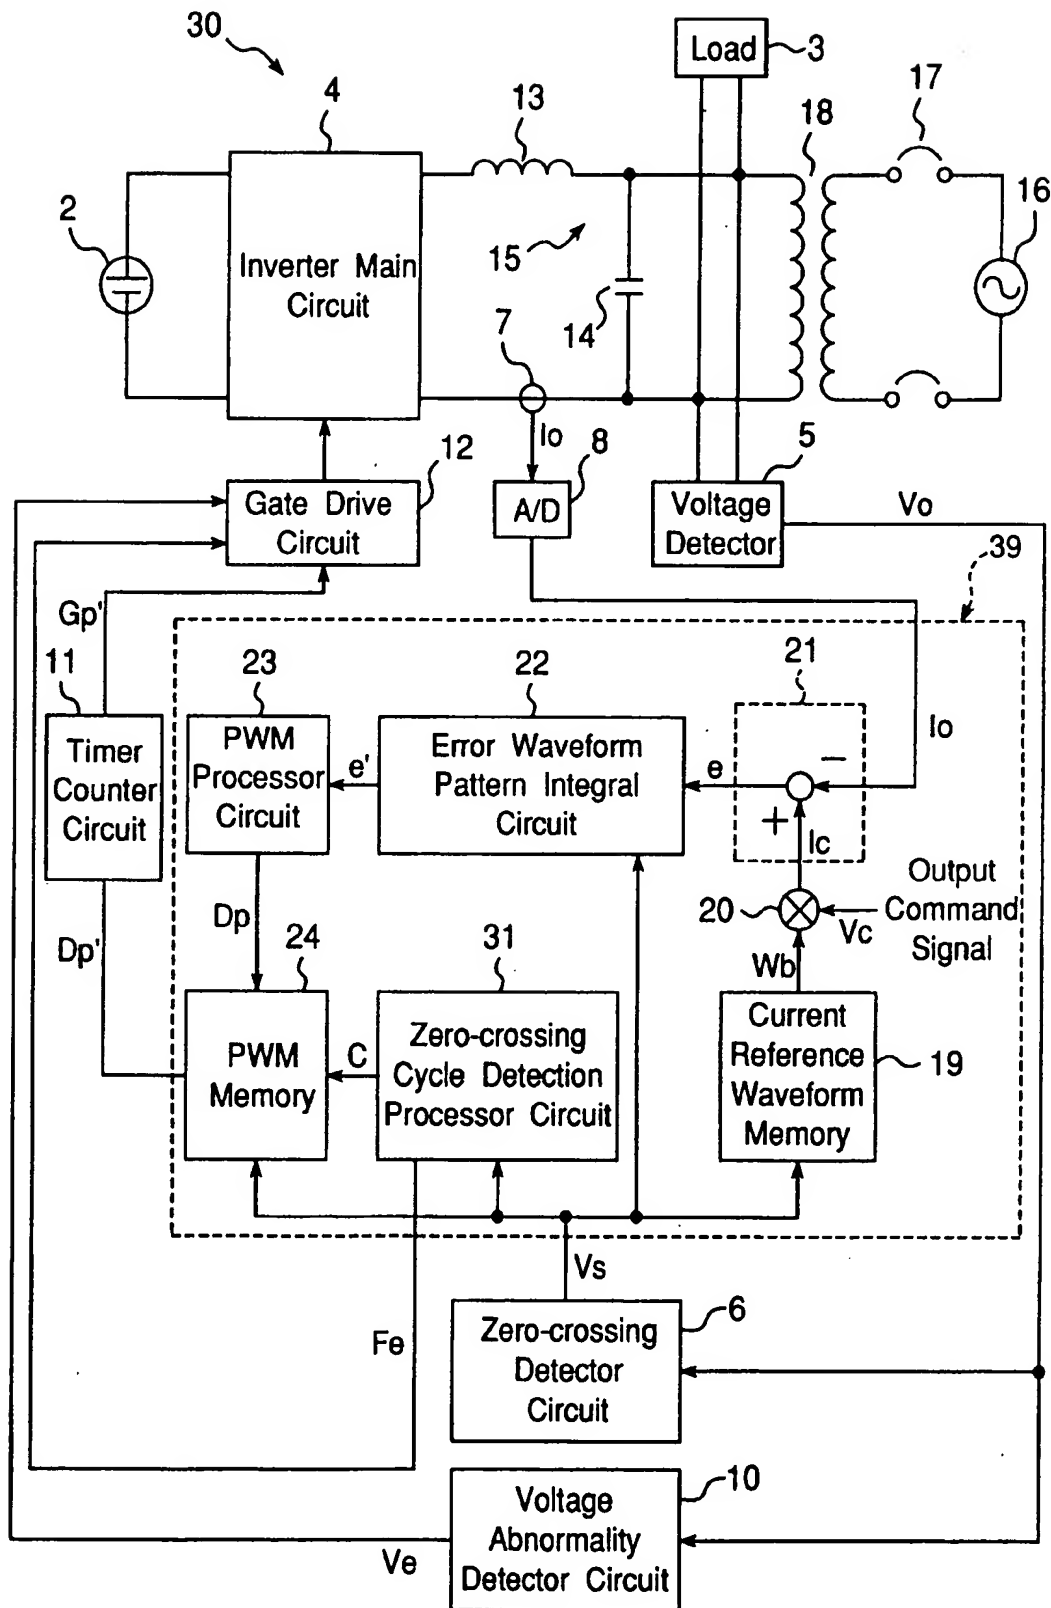 30
Load
3
4
13
18
17
2
16
Inverter Main
Circuit
15
14
7
Io
12
8
5
Gate Drive
Circuit
A/D
Voltage
Detector
Vo
39
Gp'
11
23
22
21
Timer
Counter
Circuit
PWM
Processor
Circuit
e'
Error Waveform
Pattern Integral
Circuit
e
−
+
Io
Ic
Dp'
Dp
24
31
20
Vc
Output
Command
Signal
Wb
PWM
Memory
C
Zero-crossing
Cycle Detection
Processor Circuit
Current
Reference
Waveform
Memory
19
Vs
Fe
Zero-crossing
Detector
Circuit
6
Voltage
Abnormality
Detector Circuit
10
Ve